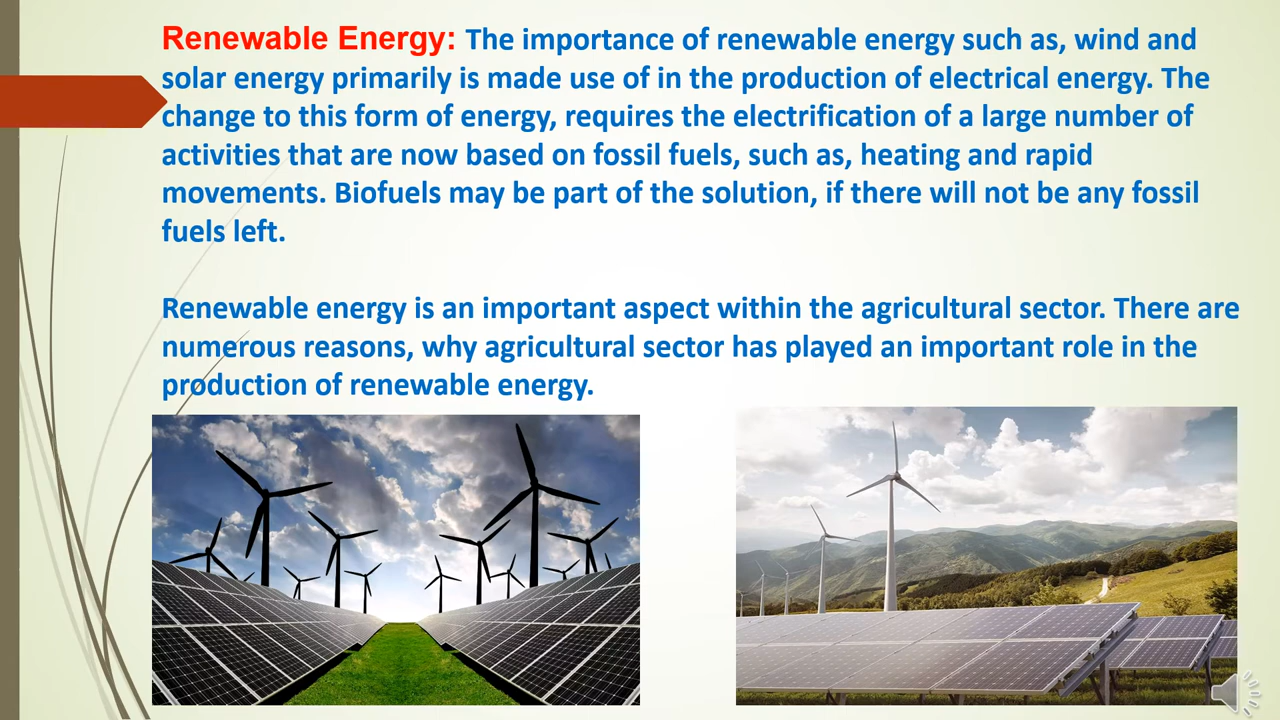 Renewable Energy: The importance of renewable energy such as, wind and
solar energy primarily is made use of in the production of electrical energy. The
change to this form of energy, requires the electrification of a large number of
activities that are now based on fossil fuels, such as, heating and rapid
movements. Biofuels may be part of the solution, if there will not be any fossil
fuels left.
Renewable energy is an important aspect within the agricultural sector. There are
numerous reasons, why agricultural sector has played an important role in the
production of renewable energy.